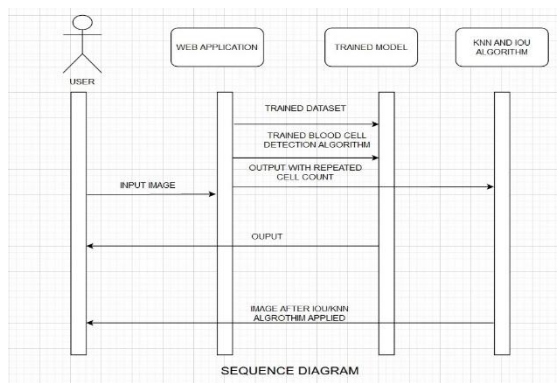 WEB APPLICATION
TRAINED MODEL
KNN AND IOU
ALGORITHM
USER
TRAINED DATASET
TRAINED BLOOD CELL
DETECTION ALGORITHM
OUTPUT WITH REPEATED
CELL COUNT
INPUT IMAGE
OUPUT
IMAGE AFTER IOU/KNN
ALGROTHIM APPLIED
SEQUENCE DIAGRAM